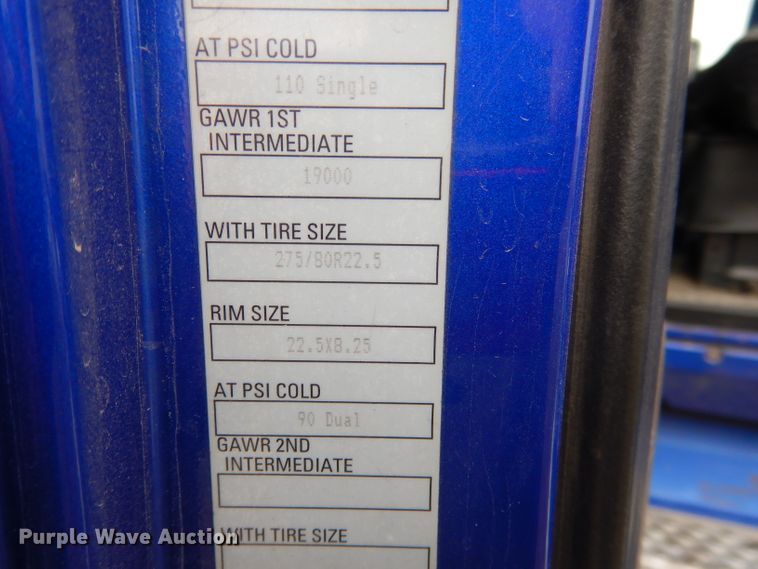 AT PSI COLD
110 Single
GAWR 1ST
INTERMEDIATE
19000
WITH TIRE SIZE
275/80R22.5
RIM SIZE
22.5X8.25
AT PSI COLD
90 Dual
GAWR 2ND
INTERMEDIATE
WITH TIRE SIZE
Purple Wave Auction